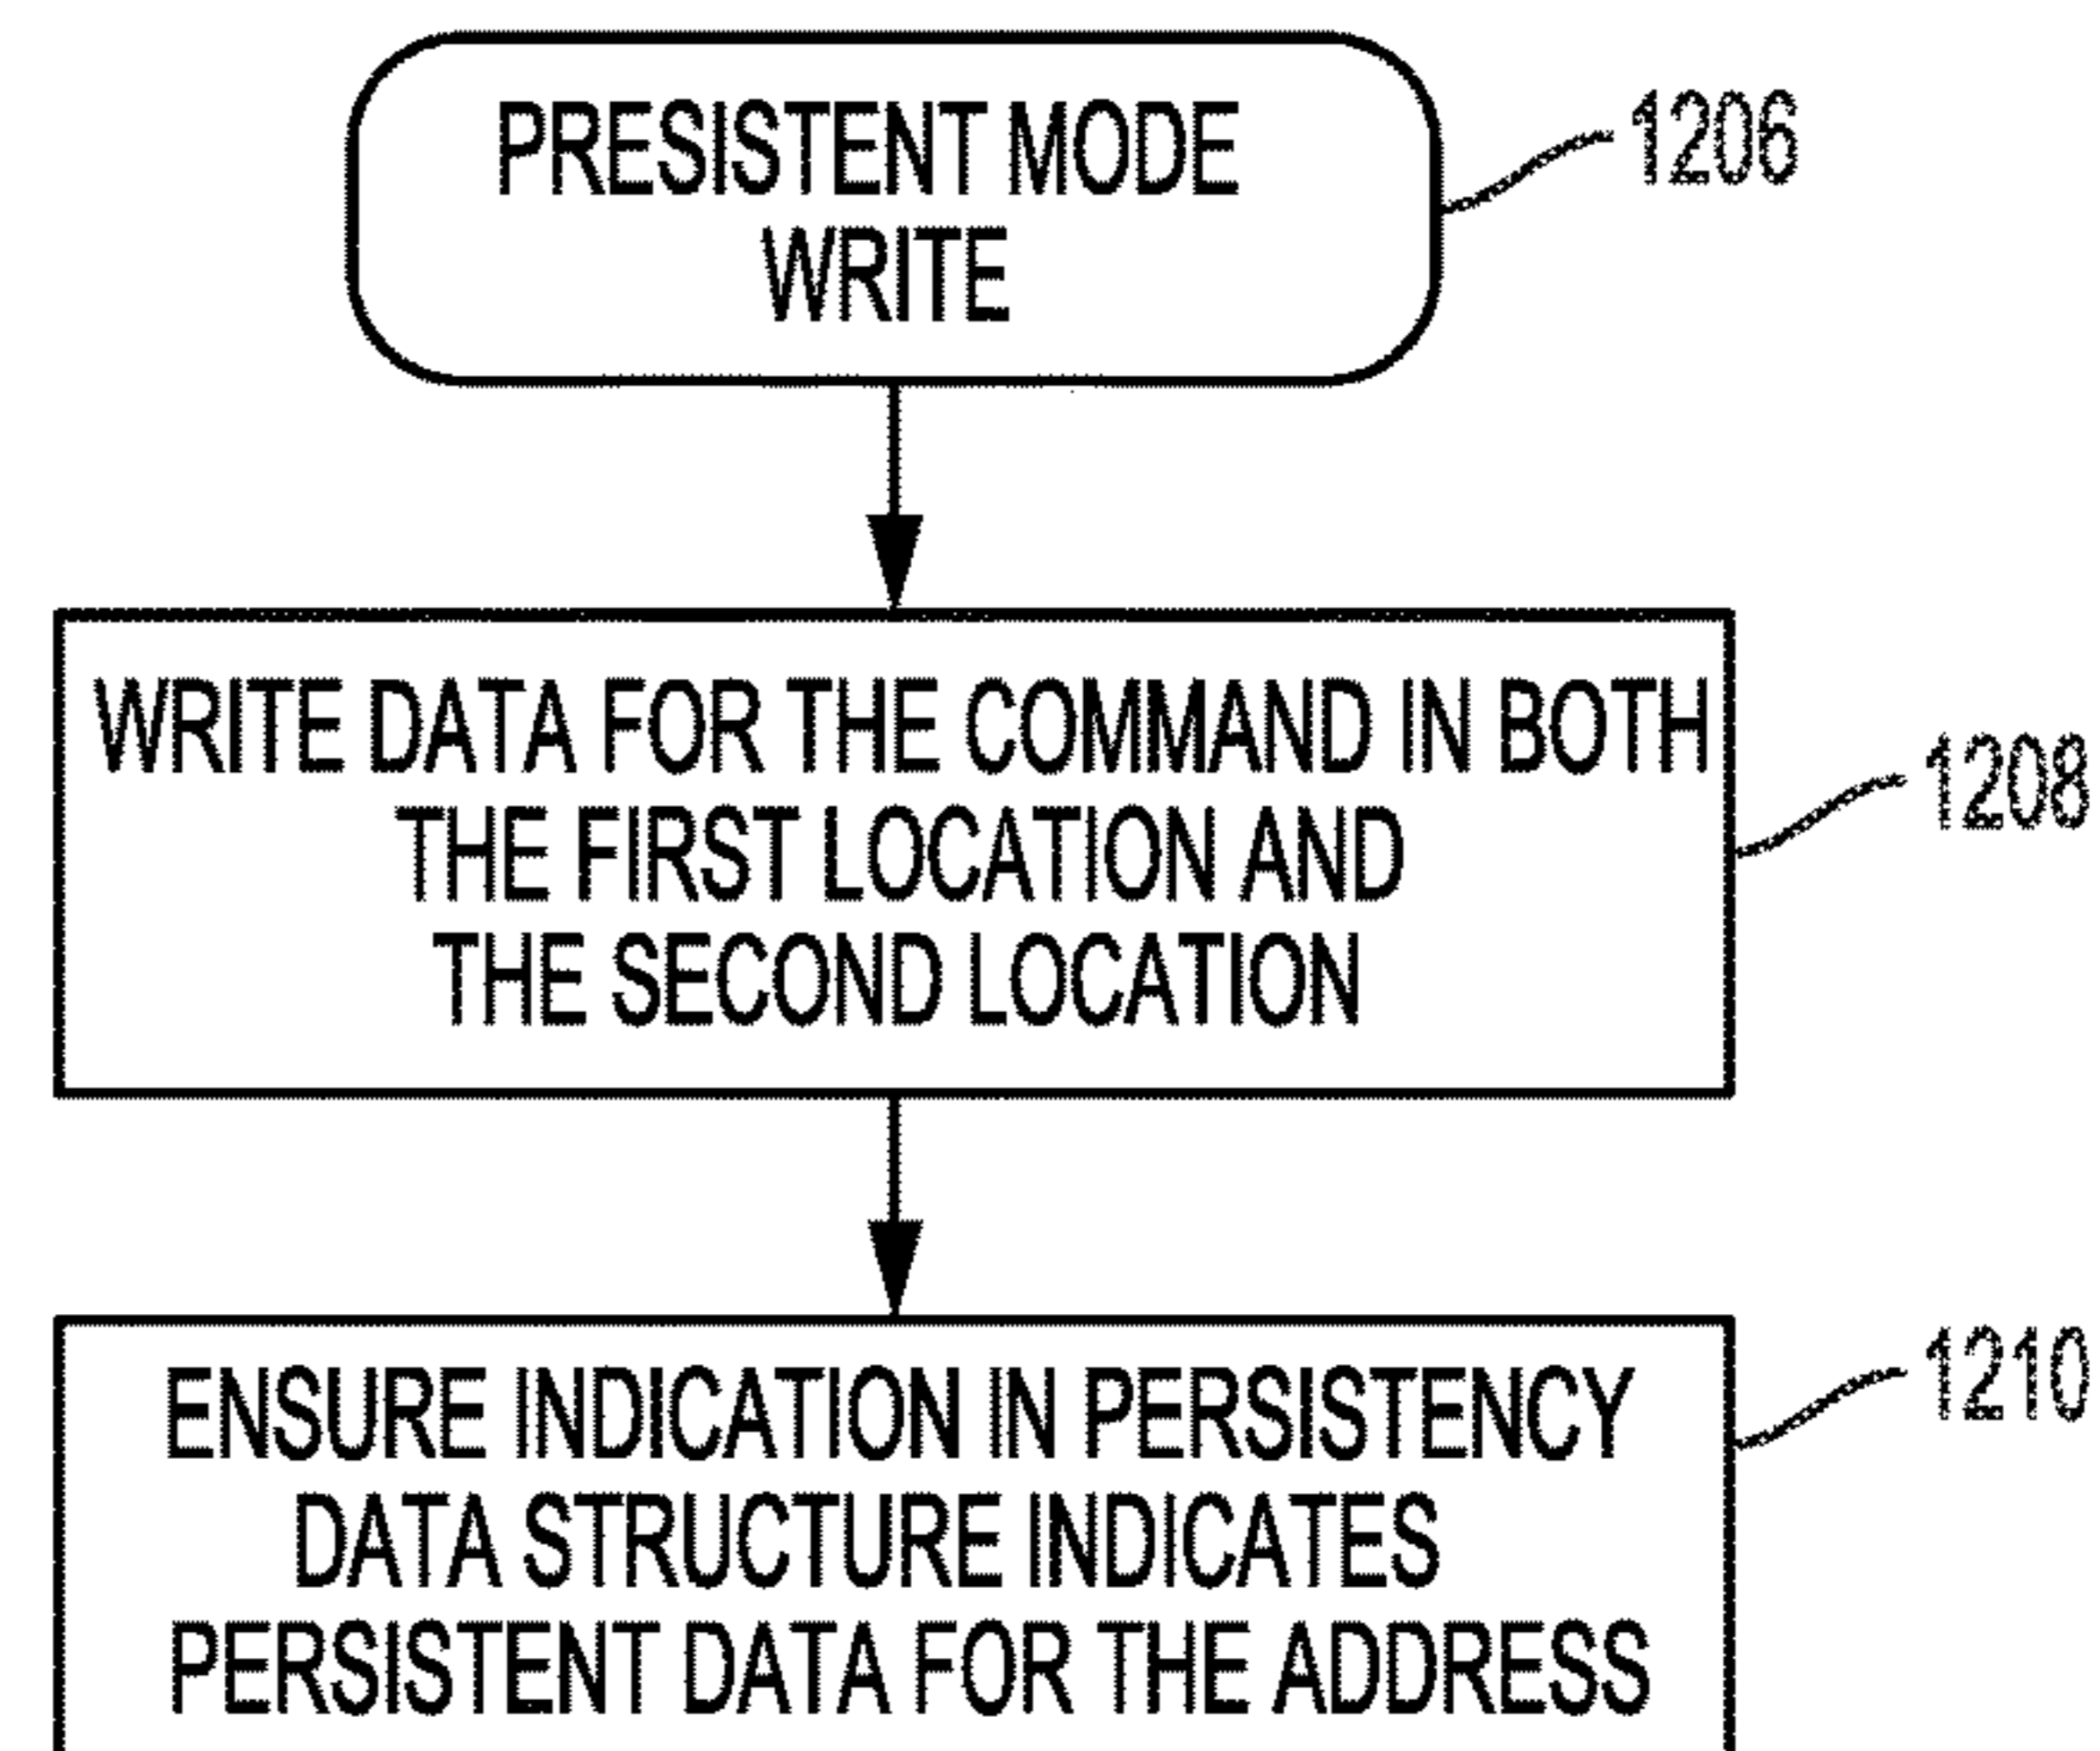 PRESISTENT MODE
WRITE
1206
WRITE DATA FOR THE COMMAND IN BOTH
THE FIRST LOCATION AND
THE SECOND LOCATION
1208
ENSURE INDICATION IN PERSISTENCY
DATA STRUCTURE INDICATES
PERSISTENT DATA FOR THE ADDRESS
1210